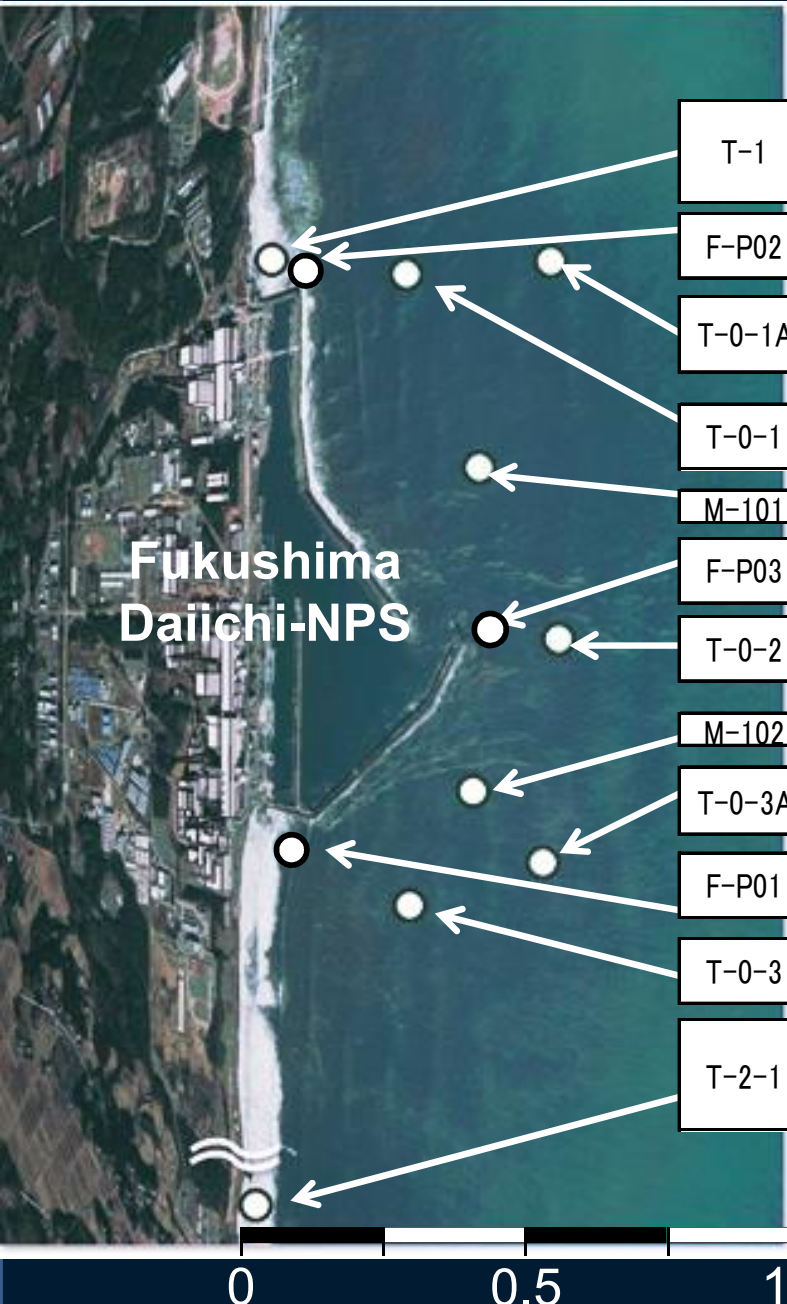 T-1
F-P02
T-0-1A
T-0-1
M-101
Fukushima
Daiichi-NPS
F-P03
T-0-2
M-102
T-0-3A
F-P01
T-0-3
T-2-1
0 0.5 1